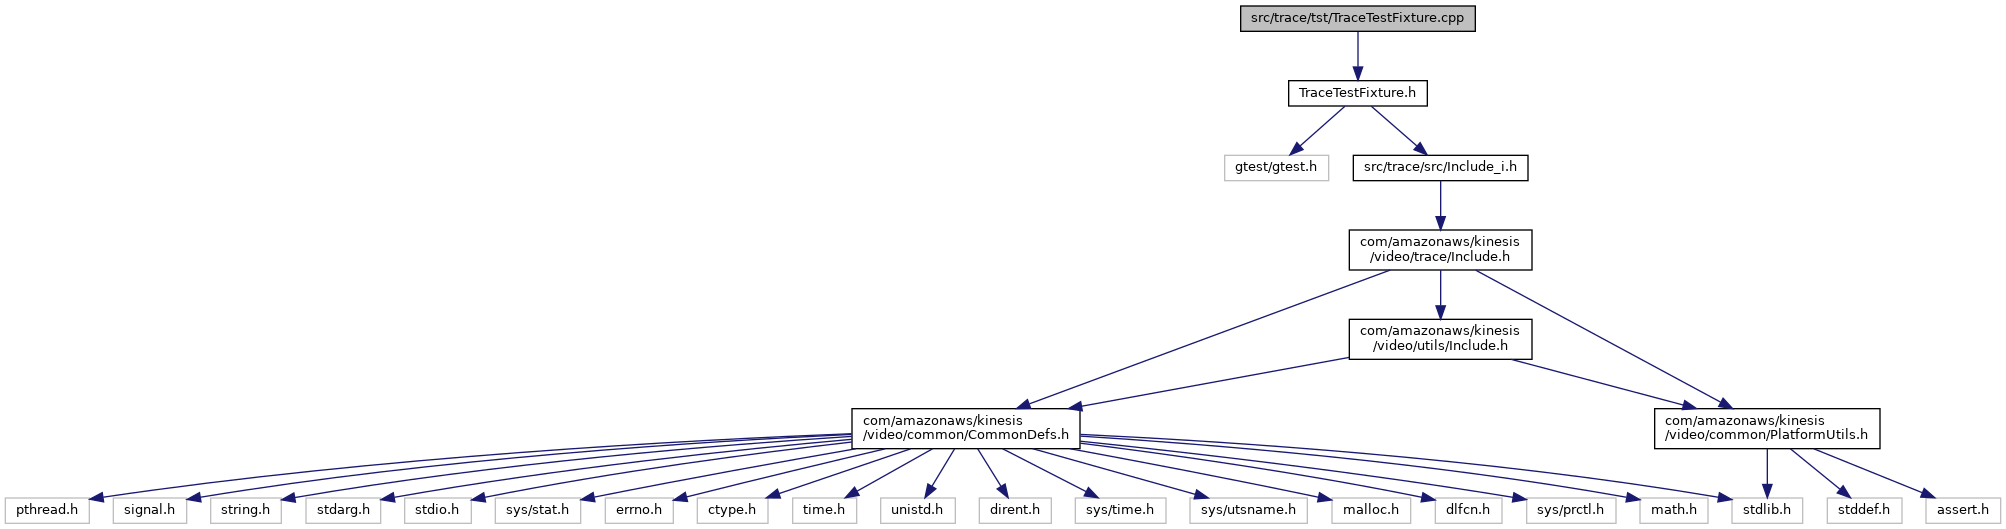 src/trace/tst/TraceTestFixture.cpp
TraceTestFixture.h
gtest/gtest.h
src/trace/src/Include_i.h
com/amazonaws/kinesis
/video/trace/Include.h
com/amazonaws/kinesis
/video/utils/Include.h
com/amazonaws/kinesis
/video/common/CommonDefs.h
com/amazonaws/kinesis
/video/common/PlatformUtils.h
pthread.h
signal.h
string.h
stdarg.h
stdio.h
sys/stat.h
errno.h
ctype.h
time.h
unistd.h
dirent.h
sys/time.h
sys/utsname.h
malloc.h
dlfcn.h
sys/prctl.h
math.h
stdlib.h
stddef.h
assert.h